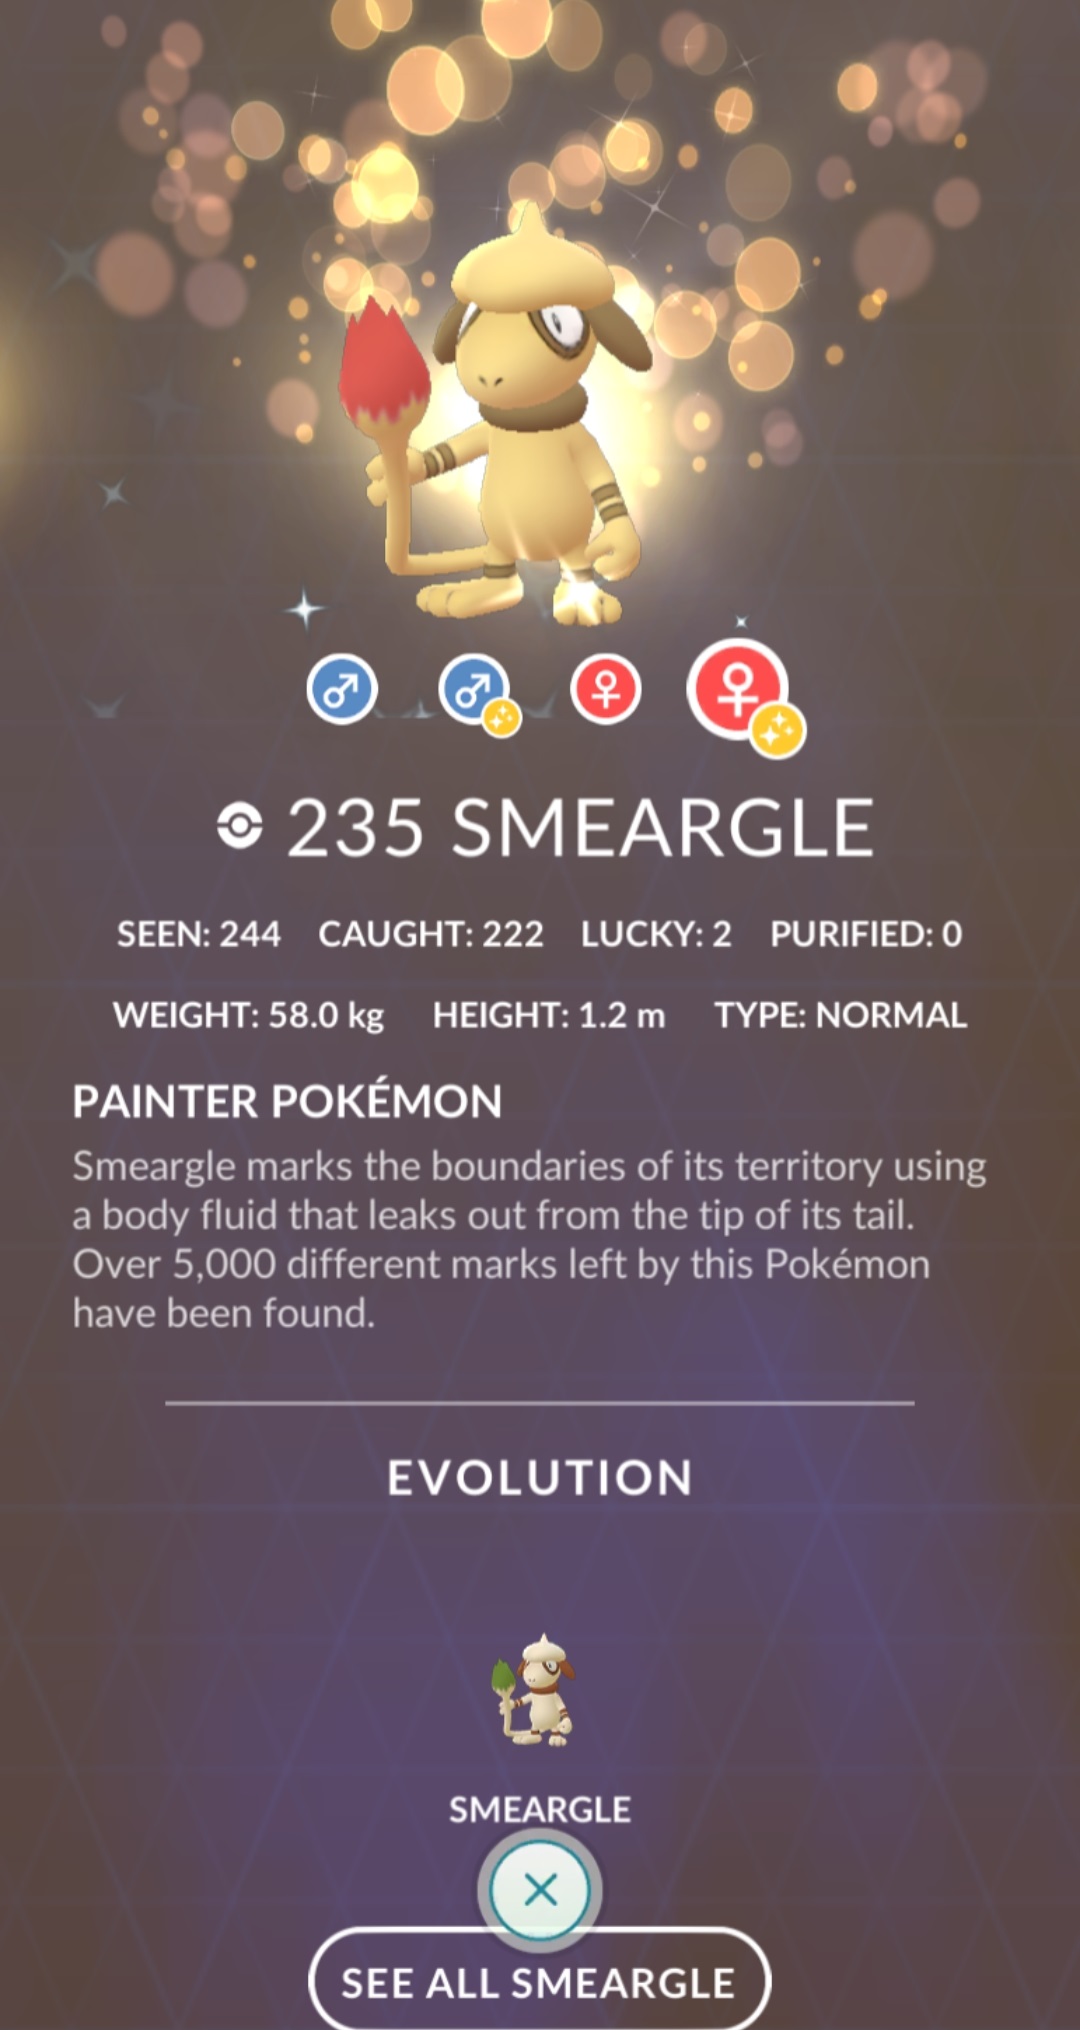 235 SMEARGLE
SEEN: 244 CAUGHT: 222 LUCKY: 2 PURIFIED: 0
WEIGHT: 58.0 kg HEIGHT: 1.2 m TYPE: NORMAL
PAINTER POKÉMON
Smeargle marks the boundaries of its territory using
a body fluid that leaks out from the tip of its tail.
Over 5,000 different marks left by this Pokémon
have been found.
EVOLUTION
SMEARGLE
SEE ALL SMEARGLE